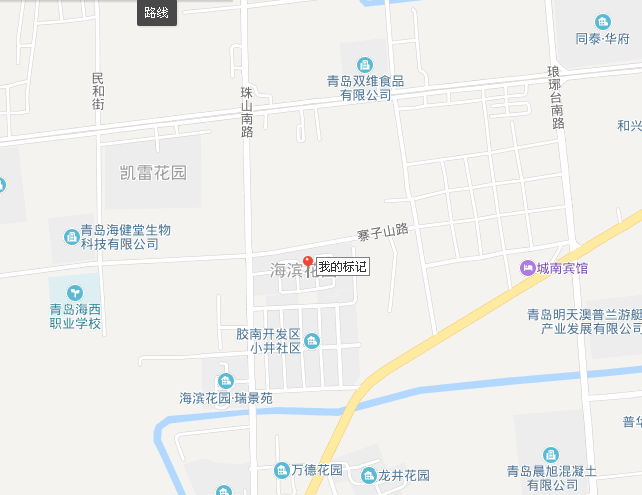 路线
同泰·华府
民和街
珠山南路
青岛双维食品
有限公司
琅琊台南路
和兴
凯雷花园
青岛海健堂生物
科技有限公司
寨子山路
海滨花
我的标记
城南宾馆
青岛海西
职业学校
青岛明天澳普兰游艇
产业发展有限公司
胶南开发区
小井社区
海滨花园·瑞景苑
普华
万德花园
龙井花园
青岛晨旭混凝土
有限公司